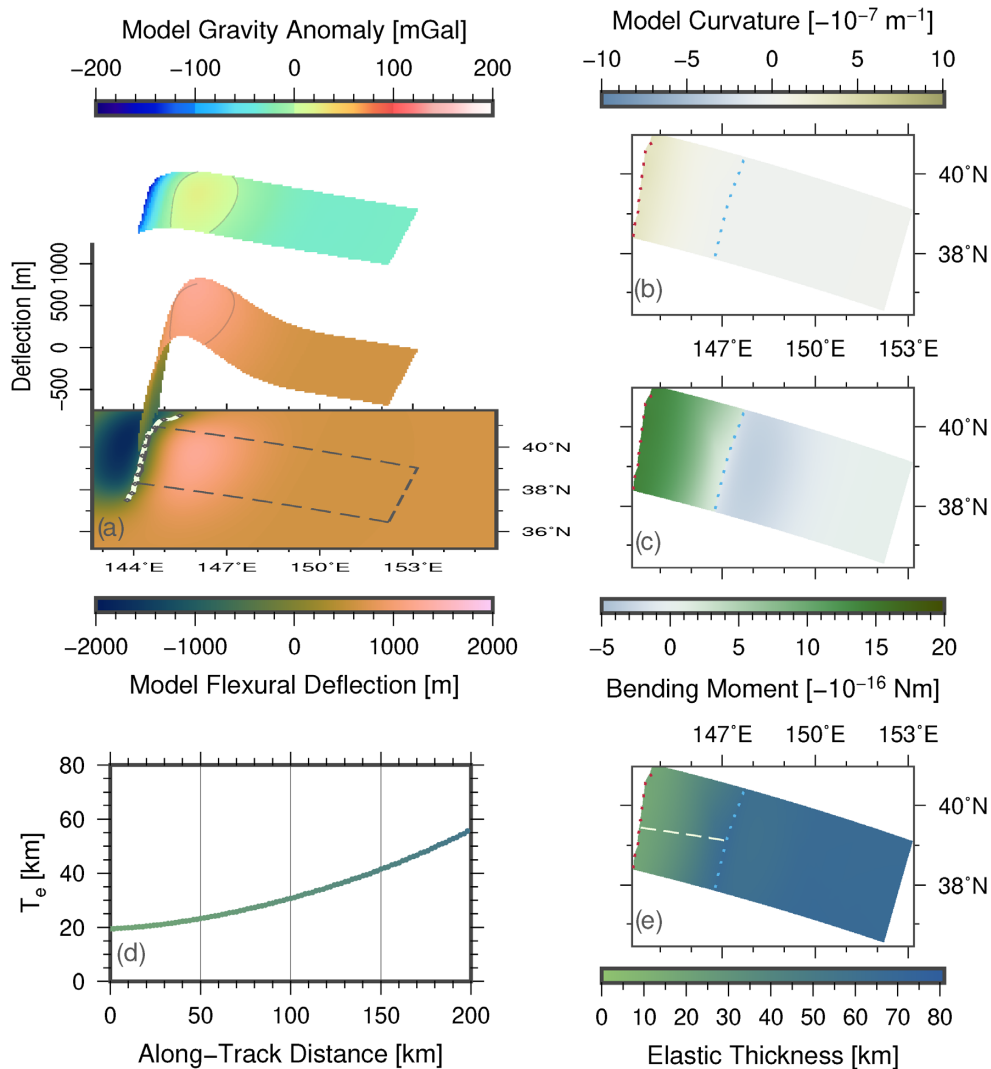 Model Gravity Anomaly [mGal]
−200 −100 0 100 200
Deflection [m]
1000
500
0
−500
40˚N
38˚N
36˚N
(a)
144˚E 147˚E 150˚E 153˚E
−2000 −1000 0 1000 2000
Model Flexural Deflection [m]
Model Curvature [−10⁻⁷ m⁻¹]
−10 −5 0 5 10
40˚N
38˚N
(b)
147˚E 150˚E 153˚E
40˚N
38˚N
(c)
−5 0 5 10 15 20
Bending Moment [−10⁻¹⁶ Nm]
80
60
40
20
0
Tₑ [km]
(d)
0 50 100 150 200
Along−Track Distance [km]
147˚E 150˚E 153˚E
40˚N
38˚N
(e)
0 10 20 30 40 50 60 70 80
Elastic Thickness [km]